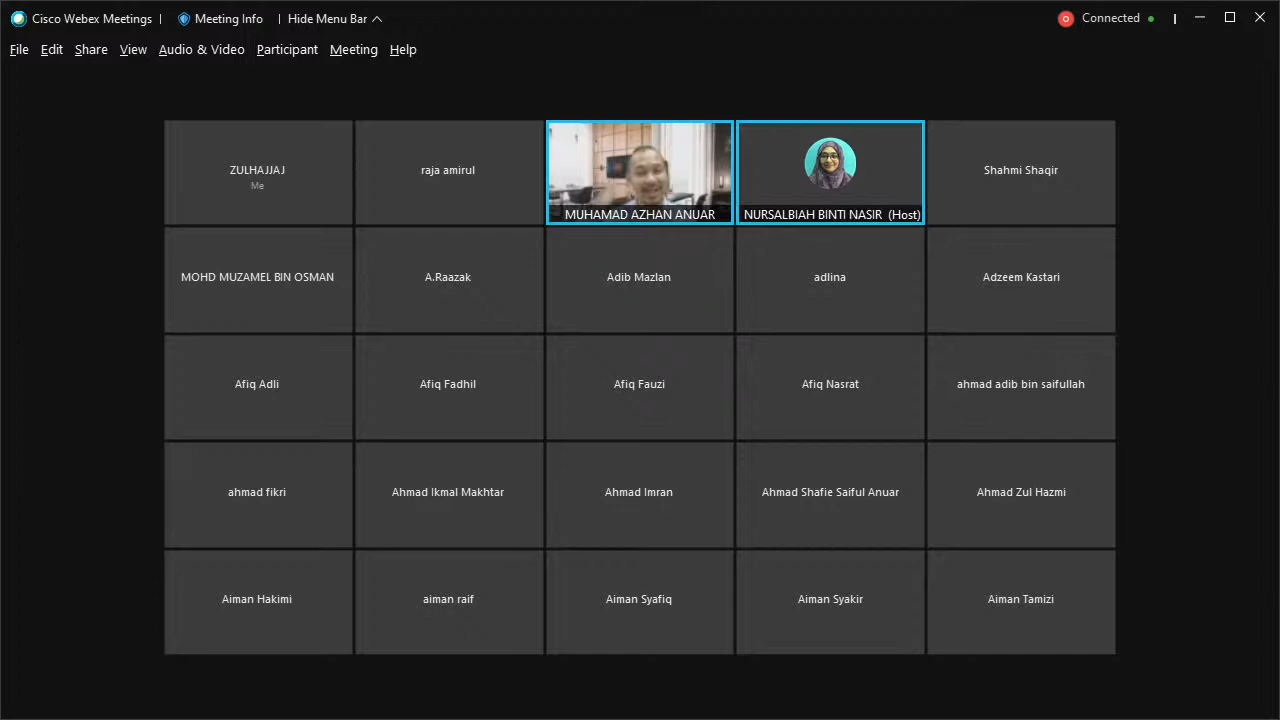 Cisco Webex Meetings | Meeting Info | Hide Menu Bar Connected
File Edit Share View Audio & Video Participant Meeting Help
ZULHAJJAJ
Me
raja amirul
MUHAMAD AZHAN ANUAR
NURSALBIAH BINTI NASIR (Host)
Shahmi Shaqir
MOHD MUZAMEL BIN OSMAN
A.Raazak
Adib Mazlan
adlina
Adzeem Kastari
Afiq Adli
Afiq Fadhil
Afiq Fauzi
Afiq Nasrat
ahmad adib bin saifullah
ahmad fikri
Ahmad Ikmal Makhtar
Ahmad Imran
Ahmad Shafie Saiful Anuar
Ahmad Zul Hazmi
Aiman Hakimi
aiman raif
Aiman Syafiq
Aiman Syakir
Aiman Tamizi